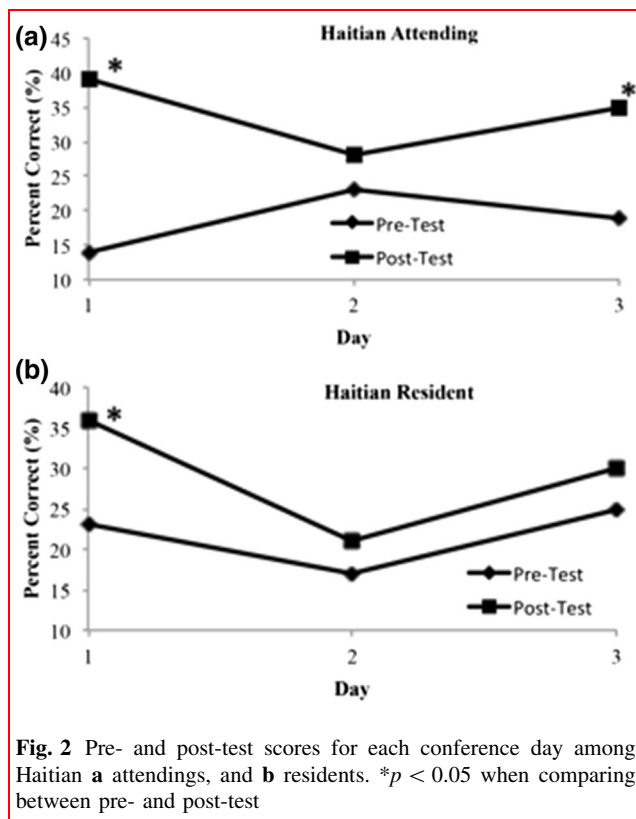 (a)
Haitian Attending
Percent Correct (%)
45
40
35
30
25
20
15
10
*
*
Pre-Test
Post-Test
1 2 3
Day
(b)
Haitian Resident
Percent Correct (%)
40
35
30
25
20
15
10
*
Pre-Test
Post-Test
1 2 3
Day
Fig. 2 Pre- and post-test scores for each conference day among
Haitian a attendings, and b residents. *p < 0.05 when comparing
between pre- and post-test